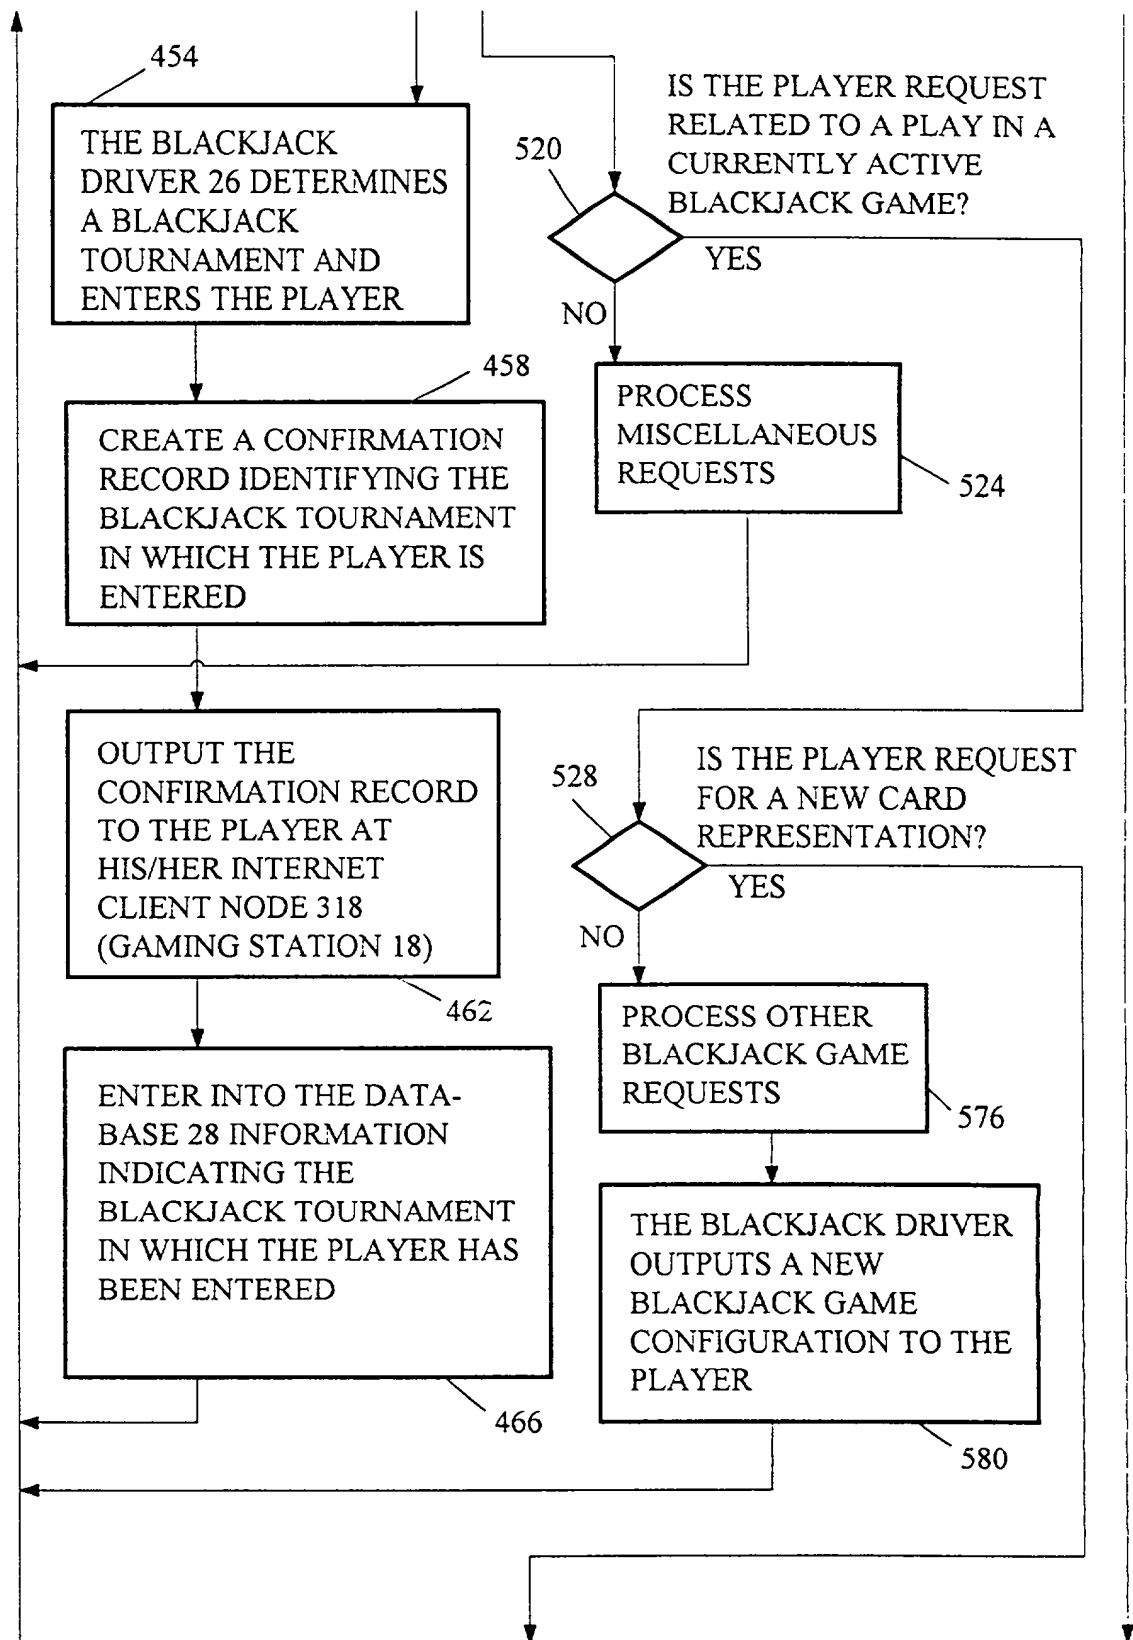 454
THE BLACKJACK
DRIVER 26 DETERMINES
A BLACKJACK
TOURNAMENT AND
ENTERS THE PLAYER
458
CREATE A CONFIRMATION
RECORD IDENTIFYING THE
BLACKJACK TOURNAMENT
IN WHICH THE PLAYER IS
ENTERED
OUTPUT THE
CONFIRMATION RECORD
TO THE PLAYER AT
HIS/HER INTERNET
CLIENT NODE 318
(GAMING STATION 18)
462
ENTER INTO THE DATA-
BASE 28 INFORMATION
INDICATING THE
BLACKJACK TOURNAMENT
IN WHICH THE PLAYER HAS
BEEN ENTERED
466
IS THE PLAYER REQUEST
RELATED TO A PLAY IN A
CURRENTLY ACTIVE
BLACKJACK GAME?
520
YES
NO
PROCESS
MISCELLANEOUS
REQUESTS
524
IS THE PLAYER REQUEST
FOR A NEW CARD
REPRESENTATION?
528
YES
NO
PROCESS OTHER
BLACKJACK GAME
REQUESTS
576
THE BLACKJACK DRIVER
OUTPUTS A NEW
BLACKJACK GAME
CONFIGURATION TO THE
PLAYER
580